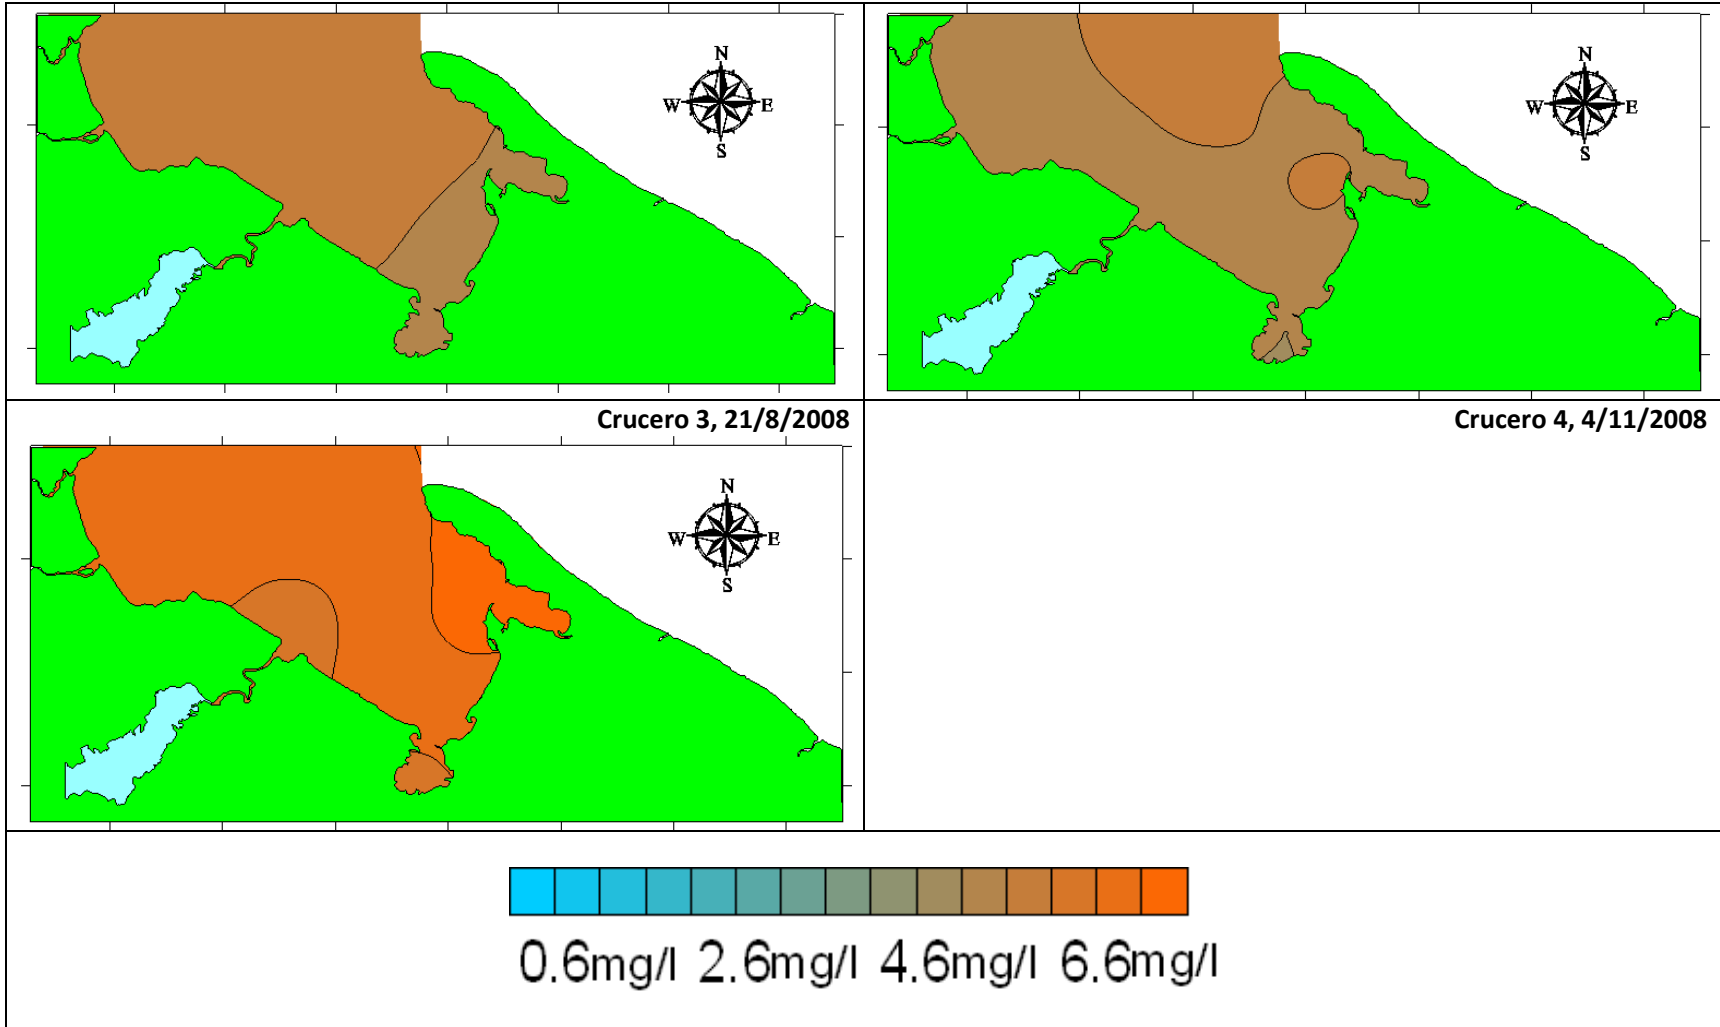 N
W E
S
N
W E
S
Crucero 3, 21/8/2008
Crucero 4, 4/11/2008
N
W E
S
0.6mg/l 2.6mg/l 4.6mg/l 6.6mg/l